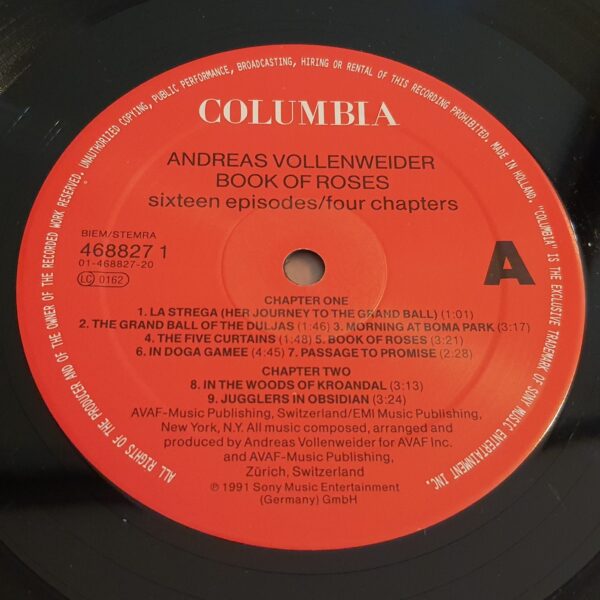 ALL RIGHTS OF THE PRODUCER AND OF THE OWNER OF THE RECORDED WORK RESERVED. UNAUTHORIZED COPYING, PUBLIC PERFORMANCE, BROADCASTING, HIRING OR RENTAL OF THIS RECORDING PROHIBITED. MADE IN HOLLAND. "COLUMBIA" IS THE EXCLUSIVE TRADEMARK OF SONY MUSIC ENTERTAINMENT INC.
COLUMBIA
ANDREAS VOLLENWEIDER
BOOK OF ROSES
sixteen episodes/four chapters
BIEM/STEMRA
468827 1
01-468827-20
LC 0162
A
CHAPTER ONE
1. LA STREGA (HER JOURNEY TO THE GRAND BALL) (1:01)
2. THE GRAND BALL OF THE DULJAS (1:46) 3. MORNING AT BOMA PARK (3:17)
4. THE FIVE CURTAINS (1:48) 5. BOOK OF ROSES (3:21)
6. IN DOGA GAMEE (4:45) 7. PASSAGE TO PROMISE (2:28)
CHAPTER TWO
8. IN THE WOODS OF KROANDAL (3:13)
9. JUGGLERS IN OBSIDIAN (3:24)
AVAF-Music Publishing, Switzerland/EMI Music Publishing,
New York, N.Y. All music composed, arranged and
produced by Andreas Vollenweider for AVAF Inc.
and AVAF-Music Publishing,
Zürich, Switzerland
℗ 1991 Sony Music Entertainment
(Germany) GmbH